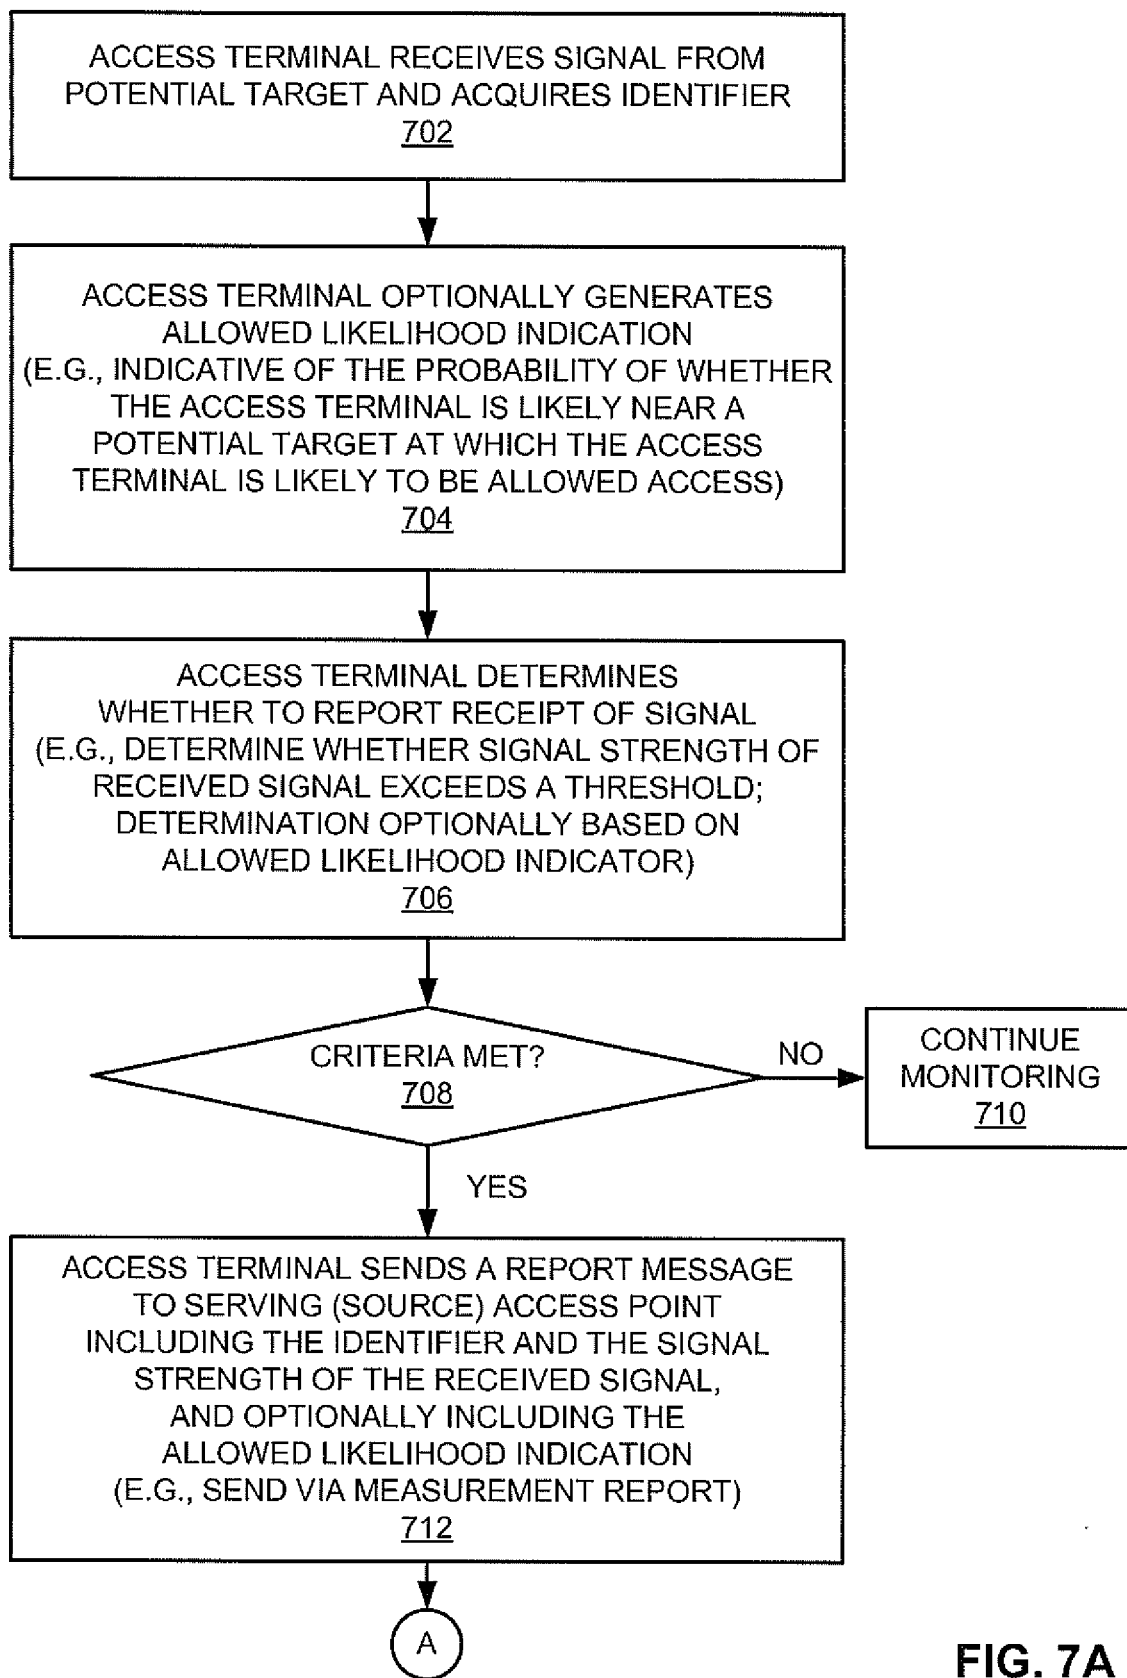 ACCESS TERMINAL RECEIVES SIGNAL FROM
POTENTIAL TARGET AND ACQUIRES IDENTIFIER
702
ACCESS TERMINAL OPTIONALLY GENERATES
ALLOWED LIKELIHOOD INDICATION
(E.G., INDICATIVE OF THE PROBABILITY OF WHETHER
THE ACCESS TERMINAL IS LIKELY NEAR A
POTENTIAL TARGET AT WHICH THE ACCESS
TERMINAL IS LIKELY TO BE ALLOWED ACCESS)
704
ACCESS TERMINAL DETERMINES
WHETHER TO REPORT RECEIPT OF SIGNAL
(E.G., DETERMINE WHETHER SIGNAL STRENGTH OF
RECEIVED SIGNAL EXCEEDS A THRESHOLD;
DETERMINATION OPTIONALLY BASED ON
ALLOWED LIKELIHOOD INDICATOR)
706
CRITERIA MET?
708
NO
CONTINUE
MONITORING
710
YES
ACCESS TERMINAL SENDS A REPORT MESSAGE
TO SERVING (SOURCE) ACCESS POINT
INCLUDING THE IDENTIFIER AND THE SIGNAL
STRENGTH OF THE RECEIVED SIGNAL,
AND OPTIONALLY INCLUDING THE
ALLOWED LIKELIHOOD INDICATION
(E.G., SEND VIA MEASUREMENT REPORT)
712
A
FIG. 7A